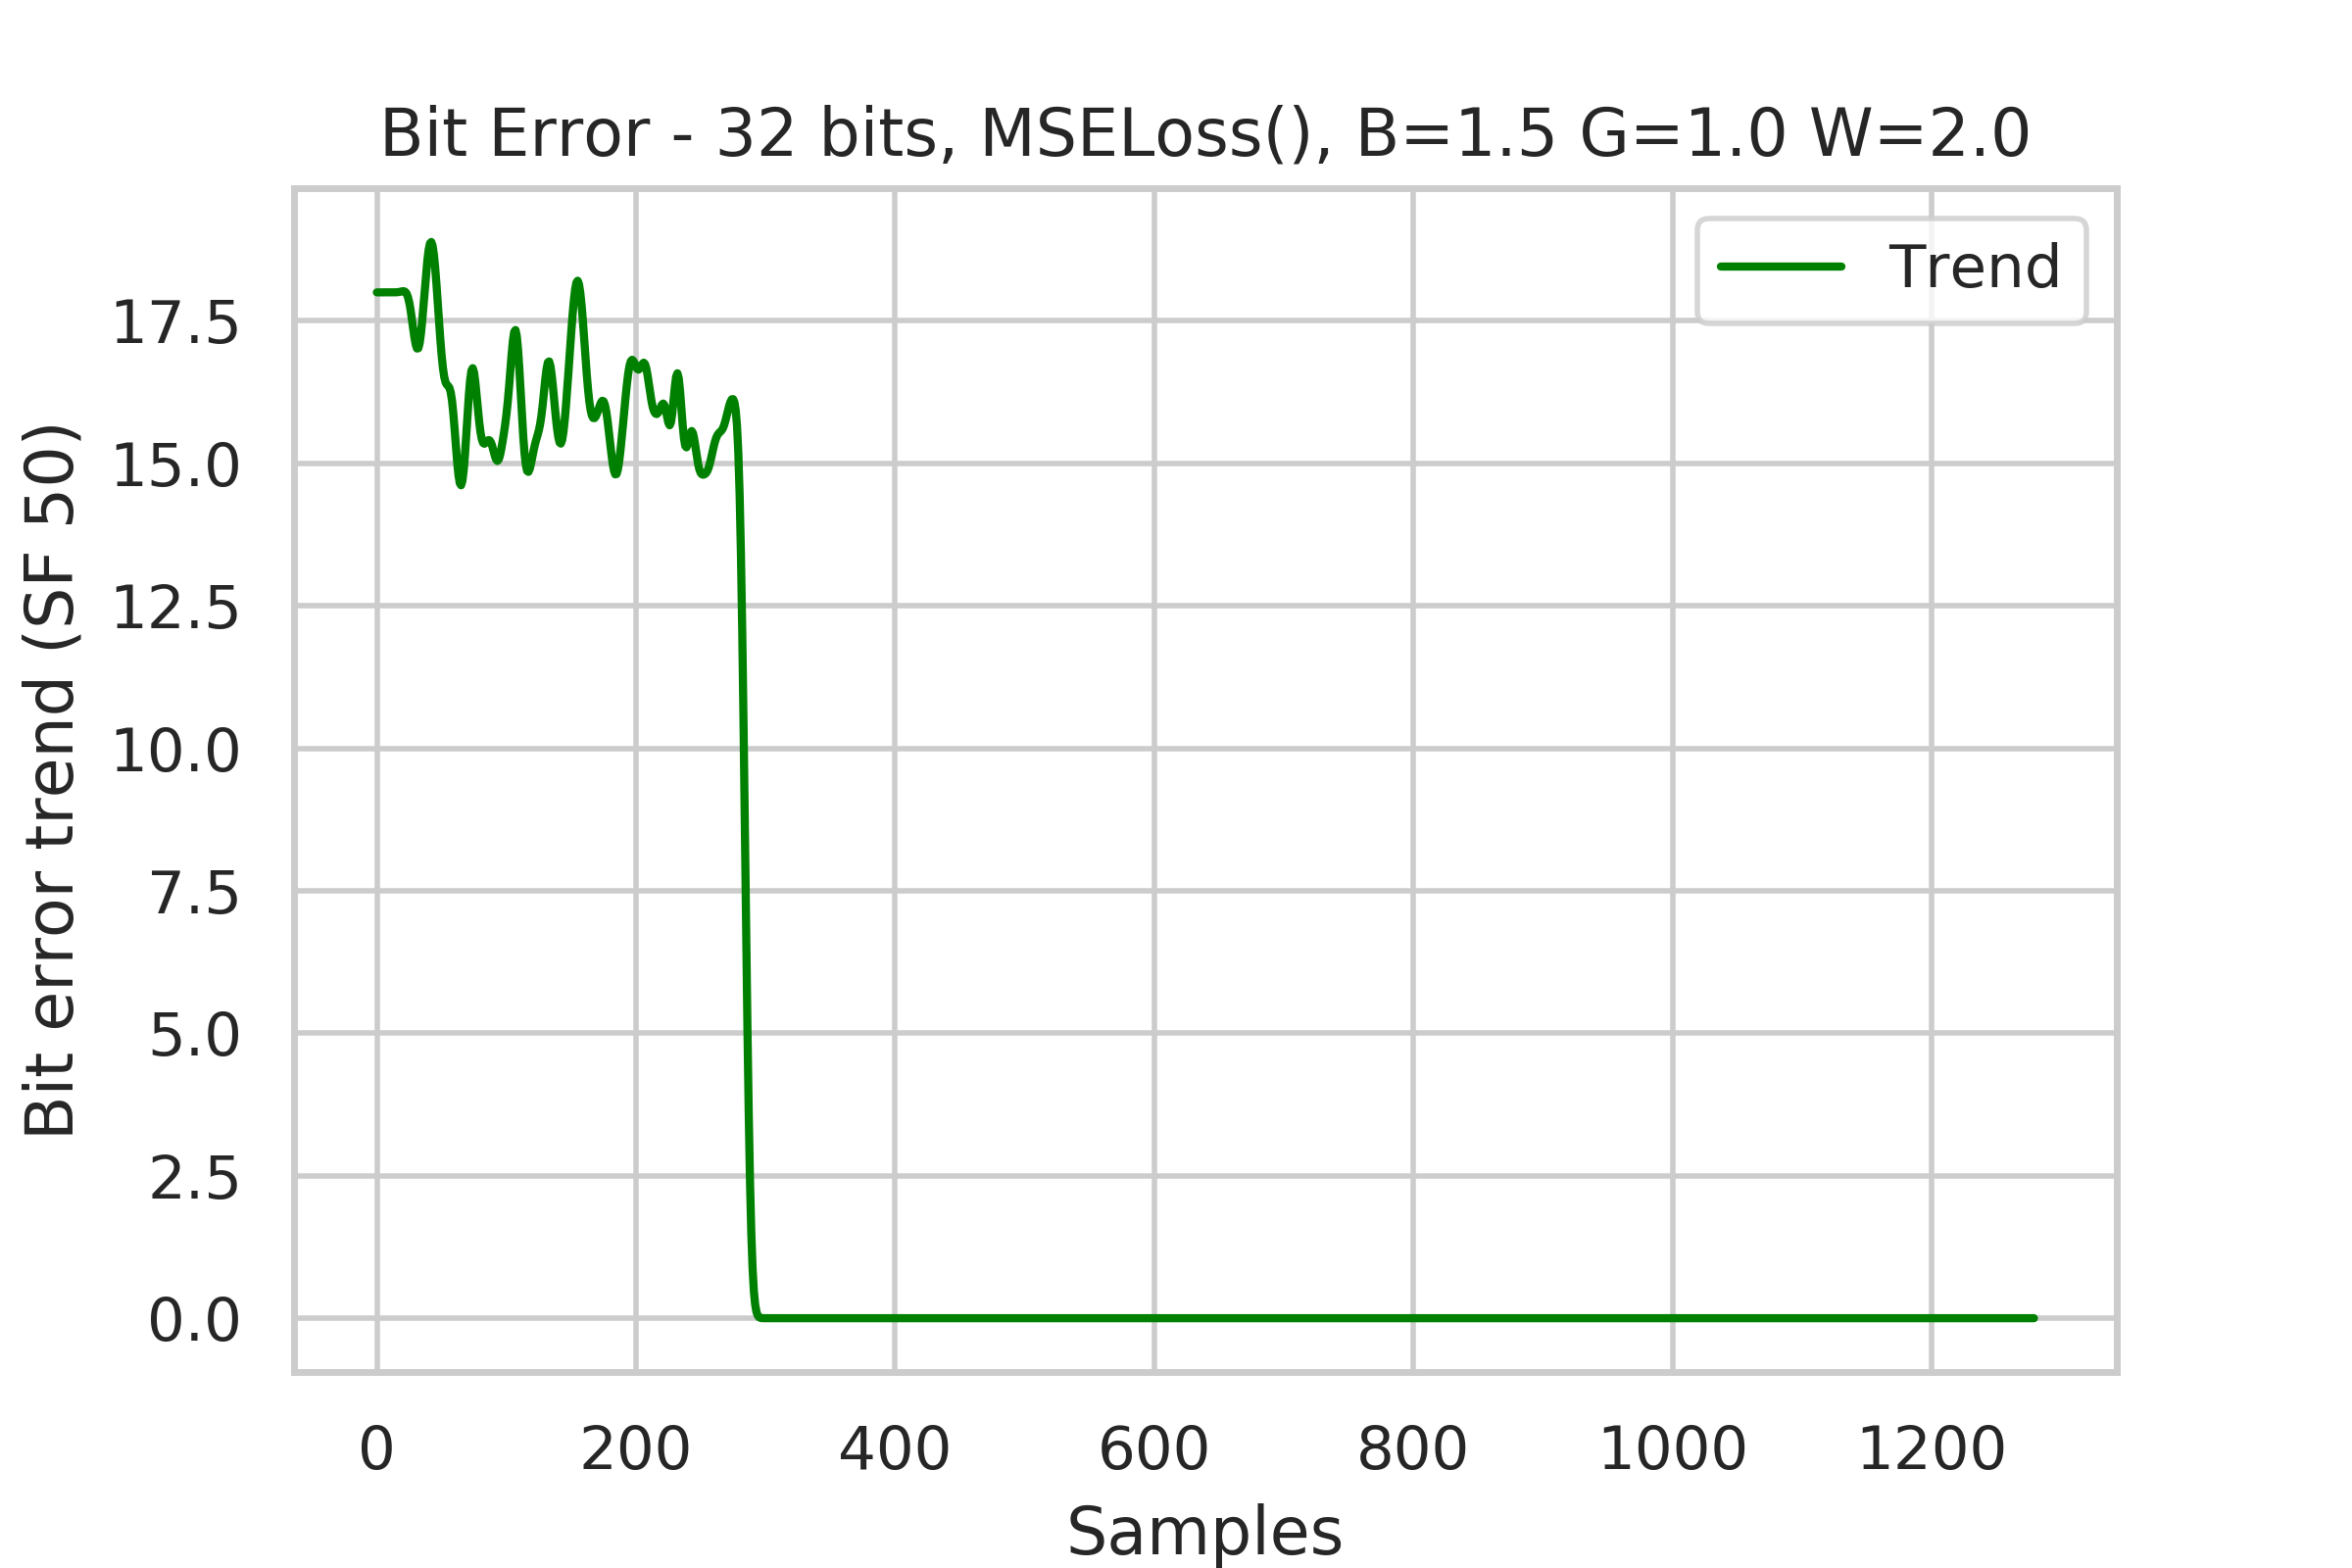 Bit Error - 32 bits, MSELoss(), B=1.5 G=1.0 W=2.0
Trend
Bit error trend (SF 50)
17.5
15.0
12.5
10.0
7.5
5.0
2.5
0.0
0 200 400 600 800 1000 1200
Samples